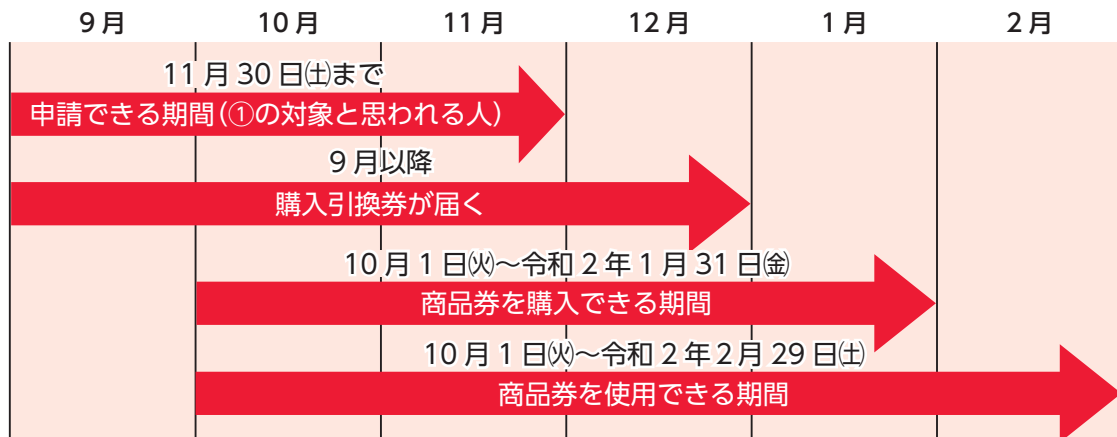 9月 10月 11月 12月 1月 2月
11月30日㈯まで
申請できる期間(①の対象と思われる人)
9月以降
購入引換券が届く
10月1日㈫〜令和2年1月31日㈮
商品券を購入できる期間
10月1日㈫〜令和2年2月29日㈯
商品券を使用できる期間